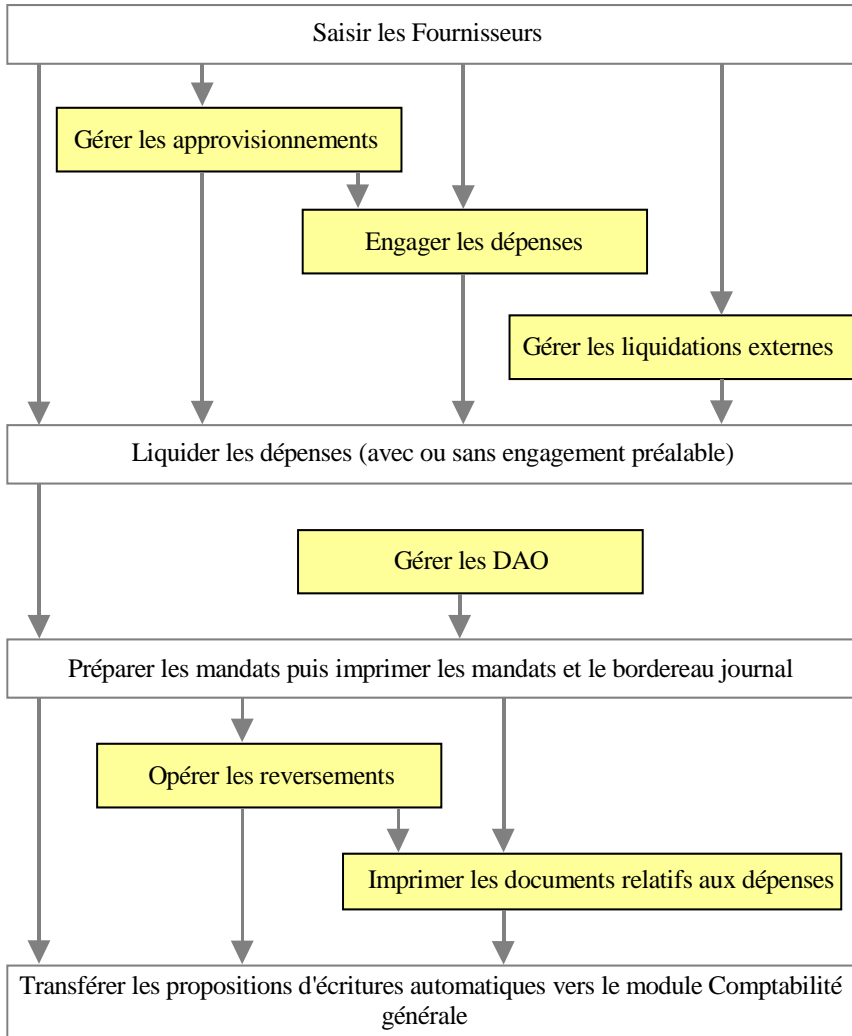 Saisir les Fournisseurs
Gérer les approvisionnements
Engager les dépenses
Gérer les liquidations externes
Liquider les dépenses (avec ou sans engagement préalable)
Gérer les DAO
Préparer les mandats puis imprimer les mandats et le bordereau journal
Opérer les reversements
Imprimer les documents relatifs aux dépenses
Transférer les propositions d'écritures automatiques vers le module Comptabilité
générale